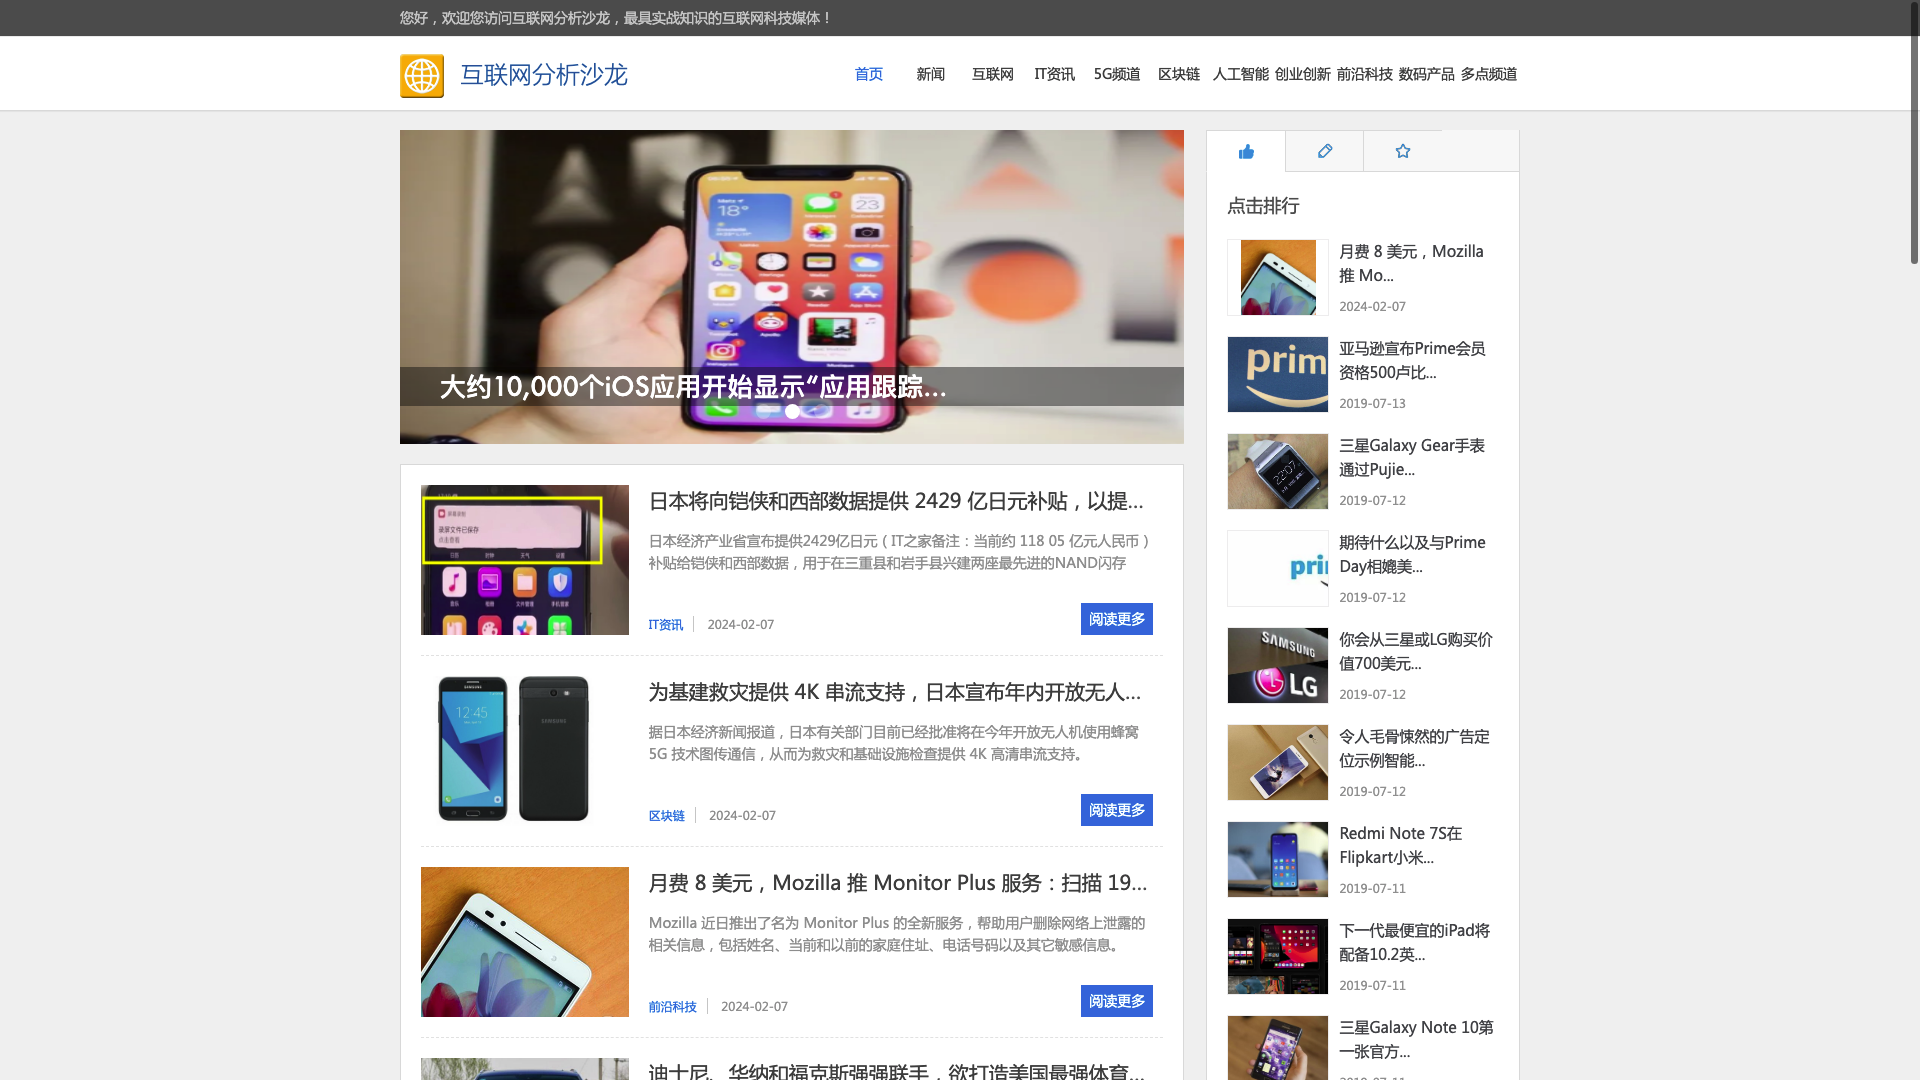 您好，欢迎您访问互联网分析沙龙，最具实战知识的互联网科技媒体！
互联网分析沙龙
首页 新闻 互联网 IT资讯 5G频道 区块链 人工智能 创业创新 前沿科技 数码产品 多点频道
大约10,000个iOS应用开始显示“应用跟踪...
日本将向铠侠和西部数据提供 2429 亿日元补贴，以提...
日本经济产业省宣布提供2429亿日元（IT之家备注：当前约 118 05 亿元人民币）
补贴给铠侠和西部数据，用于在三重县和岩手县兴建两座最先进的NAND闪存
IT资讯 2024-02-07
阅读更多
为基建救灾提供 4K 串流支持，日本宣布年内开放无人...
据日本经济新闻报道，日本有关部门目前已经批准将在今年开放无人机使用蜂窝
5G 技术图传通信，从而为救灾和基础设施检查提供 4K 高清串流支持。
区块链 2024-02-07
阅读更多
月费 8 美元，Mozilla 推 Monitor Plus 服务：扫描 19...
Mozilla 近日推出了名为 Monitor Plus 的全新服务，帮助用户删除网络上泄露的
相关信息，包括姓名、当前和以前的家庭住址、电话号码以及其它敏感信息。
前沿科技 2024-02-07
阅读更多
迪士尼、华纳和福克斯强强联手，欲打造美国最强体育...
点击排行
月费 8 美元，Mozilla
推 Mo...
2024-02-07
prim
亚马逊宣布Prime会员
资格500卢比...
2019-07-13
22:07
三星Galaxy Gear手表
通过Pujie...
2019-07-12
pri
期待什么以及与Prime
Day相媲美...
2019-07-12
SAMSUNG
LG
你会从三星或LG购买价
值700美元...
2019-07-12
令人毛骨悚然的广告定
位示例智能...
2019-07-12
Redmi Note 7S在
Flipkart小米...
2019-07-11
下一代最便宜的iPad将
配备10.2英...
2019-07-11
三星Galaxy Note 10第
一张官方...